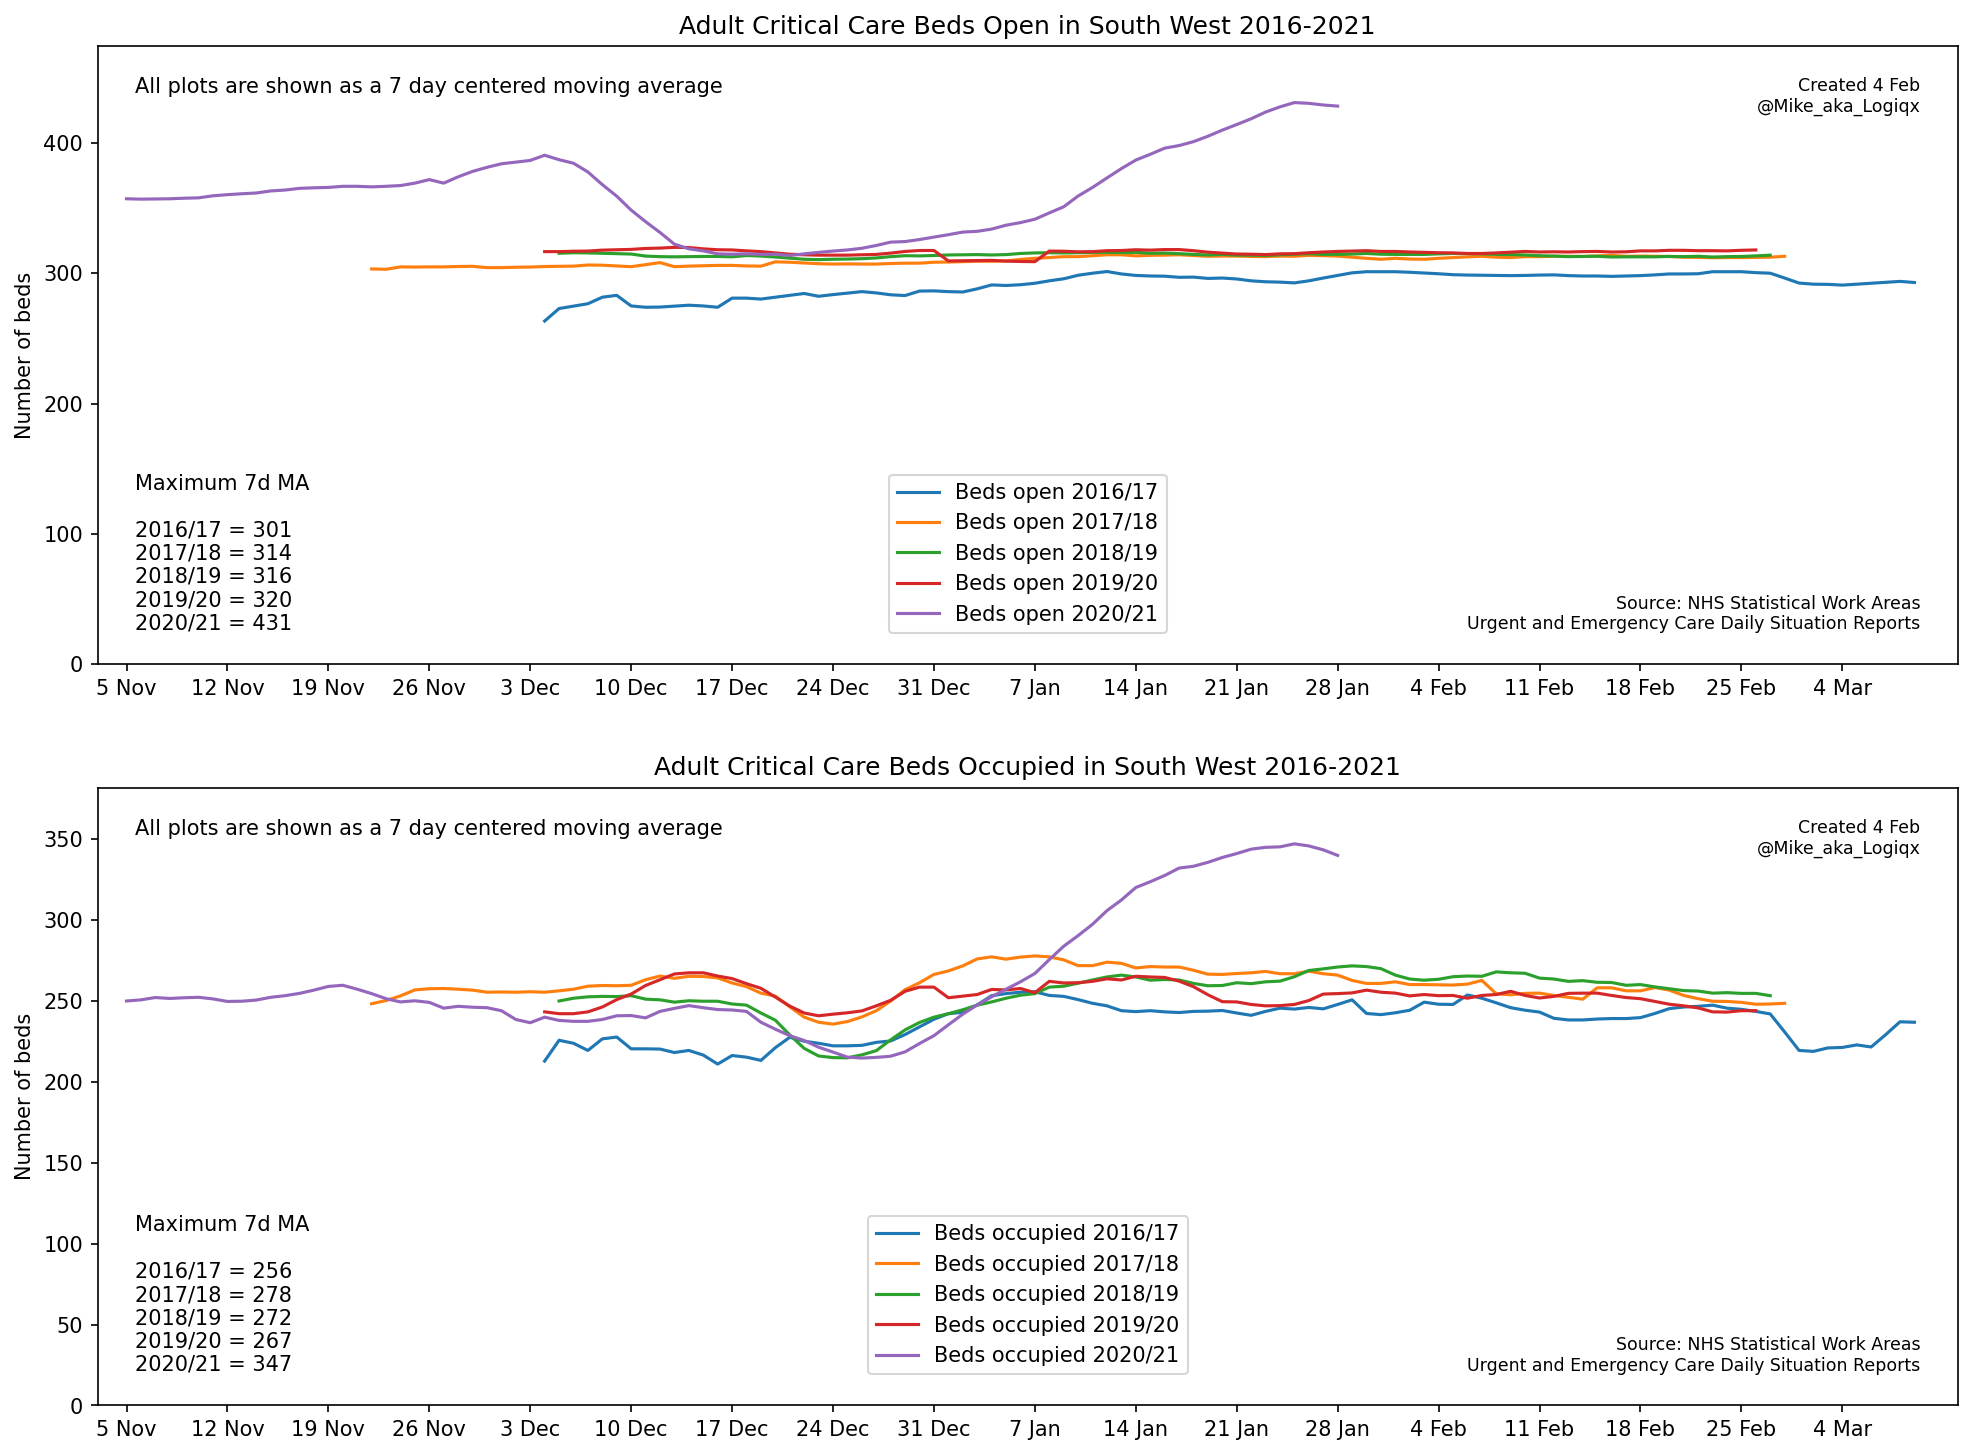 Adult Critical Care Beds Open in South West 2016-2021
All plots are shown as a 7 day centered moving average
Created 4 Feb
@Mike_aka_Logiqx
400
300
200
100
0
Number of beds
Maximum 7d MA
2016/17 = 301
2017/18 = 314
2018/19 = 316
2019/20 = 320
2020/21 = 431
Beds open 2016/17
Beds open 2017/18
Beds open 2018/19
Beds open 2019/20
Beds open 2020/21
Source: NHS Statistical Work Areas
Urgent and Emergency Care Daily Situation Reports
5 Nov 12 Nov 19 Nov 26 Nov 3 Dec 10 Dec 17 Dec 24 Dec 31 Dec 7 Jan 14 Jan 21 Jan 28 Jan 4 Feb 11 Feb 18 Feb 25 Feb 4 Mar
Adult Critical Care Beds Occupied in South West 2016-2021
All plots are shown as a 7 day centered moving average
Created 4 Feb
@Mike_aka_Logiqx
350
300
250
200
150
100
50
0
Number of beds
Maximum 7d MA
2016/17 = 256
2017/18 = 278
2018/19 = 272
2019/20 = 267
2020/21 = 347
Beds occupied 2016/17
Beds occupied 2017/18
Beds occupied 2018/19
Beds occupied 2019/20
Beds occupied 2020/21
Source: NHS Statistical Work Areas
Urgent and Emergency Care Daily Situation Reports
5 Nov 12 Nov 19 Nov 26 Nov 3 Dec 10 Dec 17 Dec 24 Dec 31 Dec 7 Jan 14 Jan 21 Jan 28 Jan 4 Feb 11 Feb 18 Feb 25 Feb 4 Mar